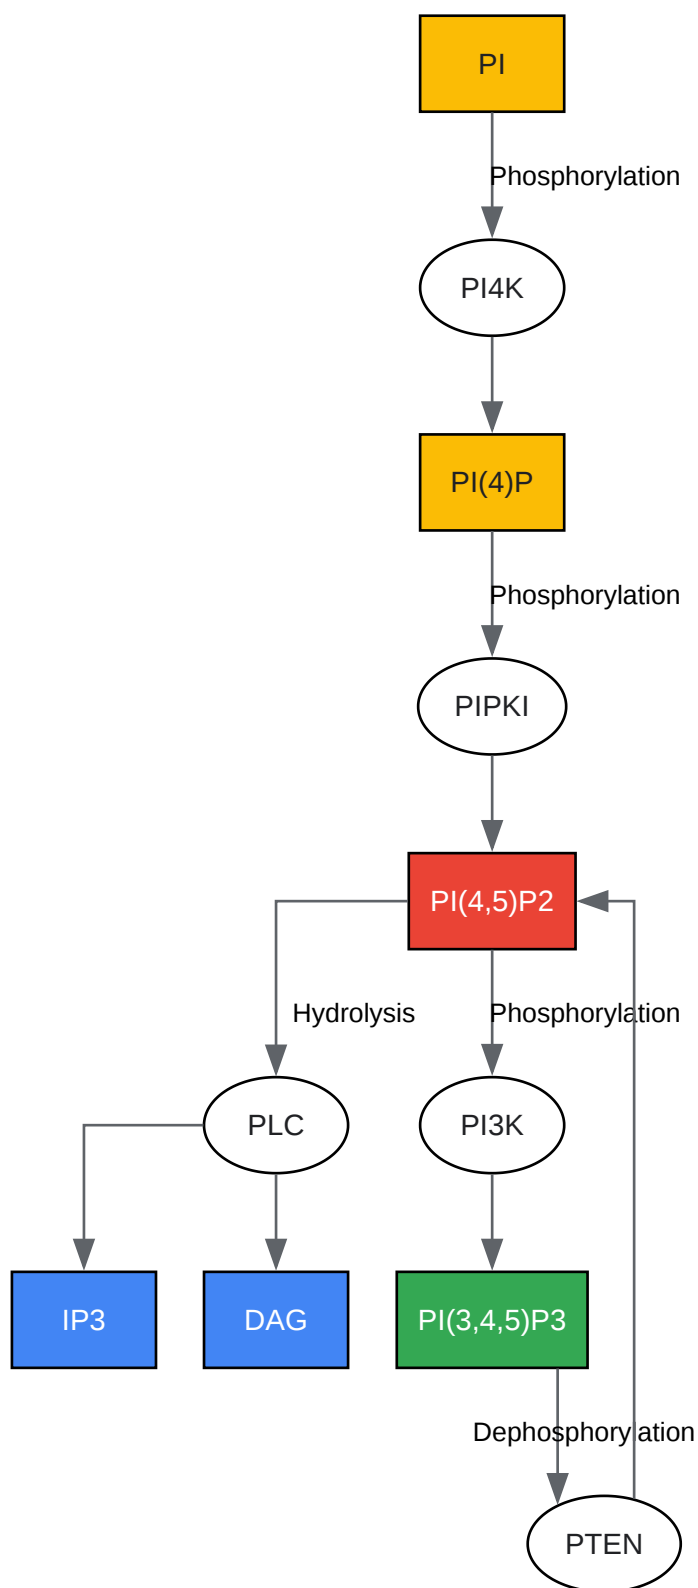 PI
Phosphorylation
PI4K
PI(4)P
Phosphorylation
PIPKI
PI(4,5)P2
Hydrolysis
Phosphorylation
PLC
PI3K
IP3
DAG
PI(3,4,5)P3
Dephosphorylation
PTEN